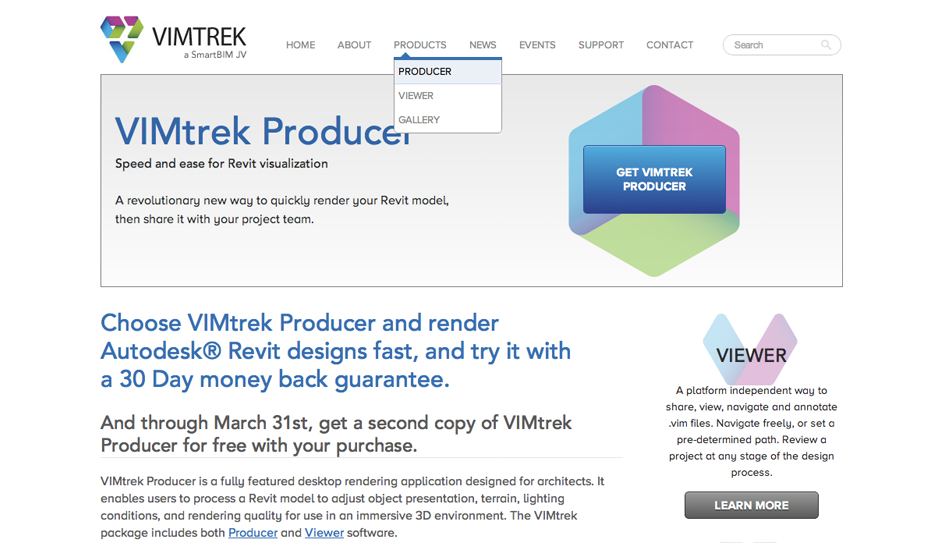 VIMTREK
a SmartBIM JV
HOME ABOUT PRODUCTS NEWS EVENTS SUPPORT CONTACT Search
PRODUCER
VIEWER
GALLERY
VIMtrek Producer
Speed and ease for Revit visualization
A revolutionary new way to quickly render your Revit model,
then share it with your project team.
GET VIMTREK
PRODUCER
Choose VIMtrek Producer and render
Autodesk® Revit designs fast, and try it with
a 30 Day money back guarantee.
And through March 31st, get a second copy of VIMtrek
Producer for free with your purchase.
VIMtrek Producer is a fully featured desktop rendering application designed for architects. It
enables users to process a Revit model to adjust object presentation, terrain, lighting
conditions, and rendering quality for use in an immersive 3D environment. The VIMtrek
package includes both Producer and Viewer software.
VIEWER
A platform independent way to
share, view, navigate and annotate
.vim files. Navigate freely, or set a
pre-determined path. Review a
project at any stage of the design
process.
LEARN MORE